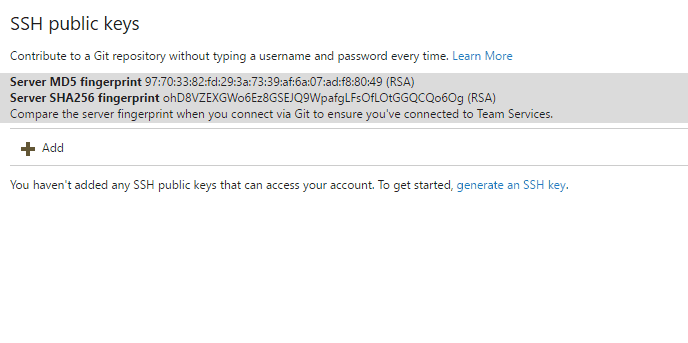 SSH public keys
Contribute to a Git repository without typing a username and password every time. Learn More
Server MD5 fingerprint 97:70:33:82:fd:29:3a:73:39:af:6a:07:ad:f8:80:49 (RSA)
Server SHA256 fingerprint ohD8VZEXGWo6Ez8GSEJQ9WpafgLFsOfLOtGGQCQo6Og (RSA)
Compare the server fingerprint when you connect via Git to ensure you've connected to Team Services.
Add
You haven't added any SSH public keys that can access your account. To get started, generate an SSH key.